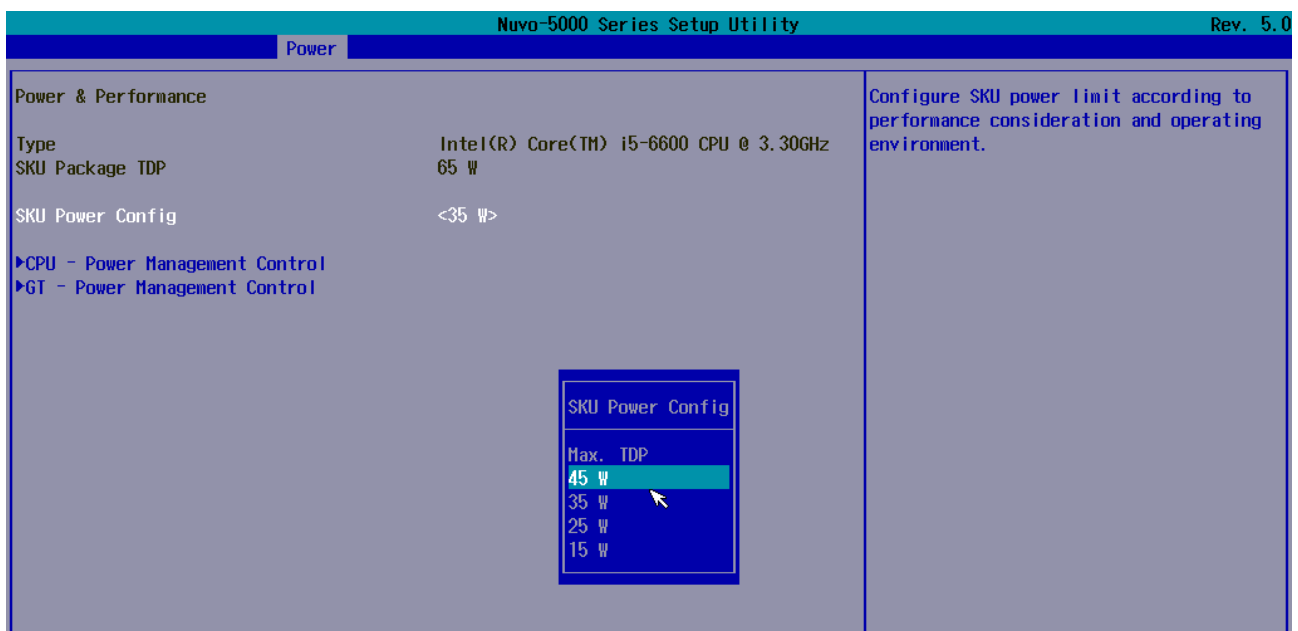 Nuvo-5000 Series Setup Utility Rev. 5.0
Power
Power & Performance
Type Intel(R) Core(TM) i5-6600 CPU @ 3.30GHz
SKU Package TDP 65 W
SKU Power Config <35 W>
▶CPU - Power Management Control
▶GT - Power Management Control
Configure SKU power limit according to
performance consideration and operating
environment.
SKU Power Config
Max. TDP
45 W
35 W
25 W
15 W